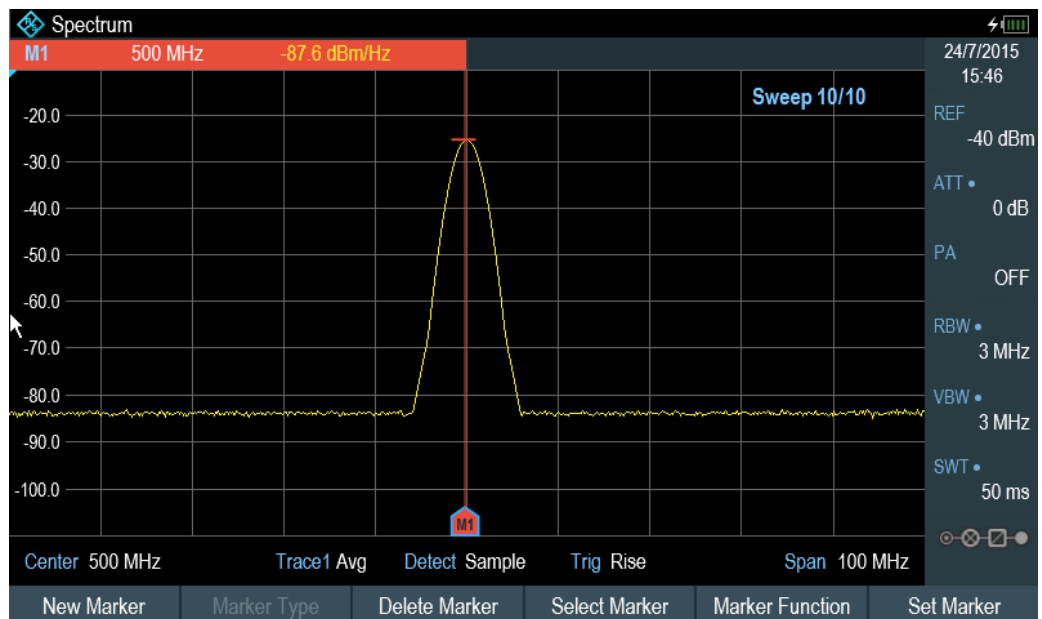 Spectrum
M1 500 MHz -87.6 dBm/Hz
24/7/2015
15:46
Sweep 10/10
-20.0
-30.0
-40.0
-50.0
-60.0
-70.0
-80.0
-90.0
-100.0
REF
-40 dBm
ATT
0 dB
PA
OFF
RBW
3 MHz
VBW
3 MHz
SWT
50 ms
M1
Center 500 MHz Trace1 Avg Detect Sample Trig Rise Span 100 MHz
New Marker Marker Type Delete Marker Select Marker Marker Function Set Marker